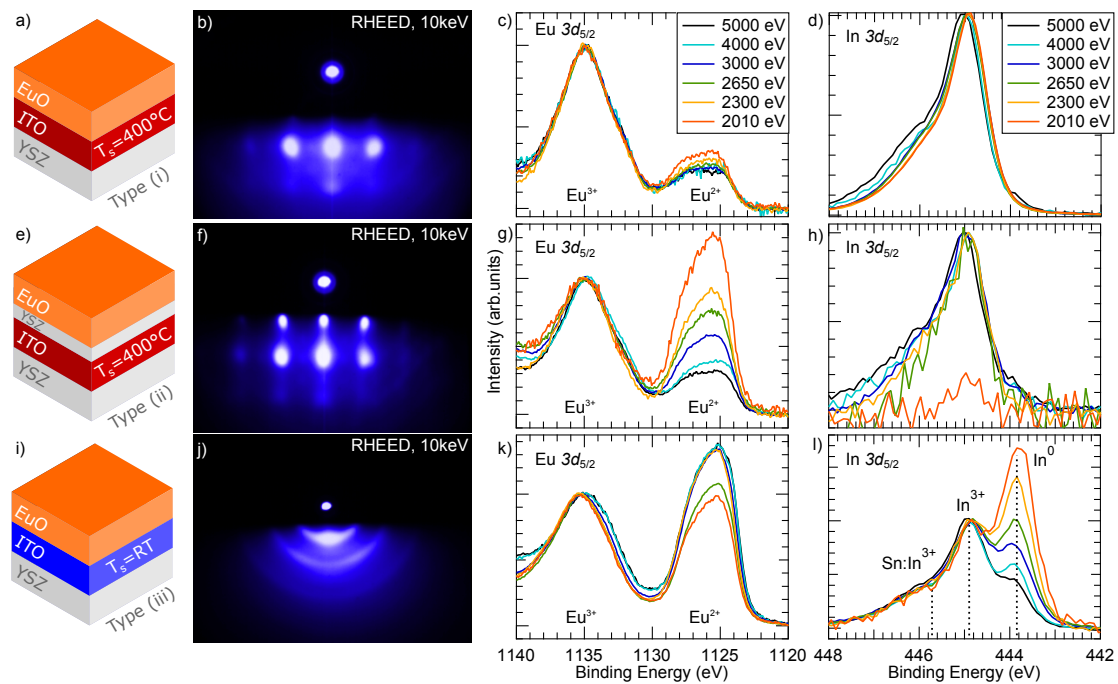 a)
EuO
ITO
YSZ
T_s=400°C
Type (i)
b)
RHEED, 10keV
c)
Eu 3d5/2
5000 eV
4000 eV
3000 eV
2650 eV
2300 eV
2010 eV
Eu3+
Eu2+
d)
In 3d5/2
5000 eV
4000 eV
3000 eV
2650 eV
2300 eV
2010 eV
e)
EuO
YSZ
ITO
YSZ
T_s=400°C
Type (ii)
f)
RHEED, 10keV
g)
Eu 3d5/2
Eu3+
Eu2+
Intensity (arb.units)
h)
In 3d5/2
i)
EuO
ITO
YSZ
T_s=RT
Type (iii)
j)
RHEED, 10keV
k)
Eu 3d5/2
Eu3+
Eu2+
1140 1135 1130 1125 1120
Binding Energy (eV)
l)
In 3d5/2
In0
In3+
Sn:In3+
448 446 444 442
Binding Energy (eV)